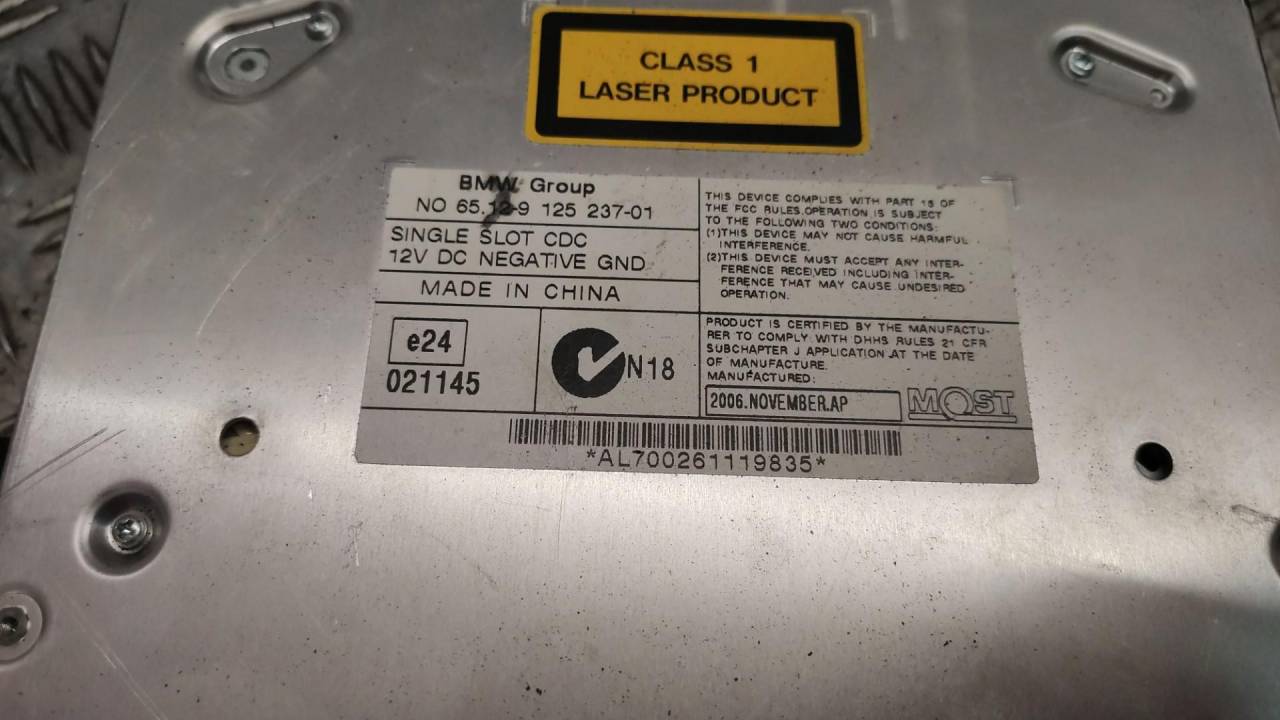 CLASS 1
LASER PRODUCT
BMW Group
NO 65.12-9 125 237-01
SINGLE SLOT CDC
12V DC NEGATIVE GND
MADE IN CHINA
e24
021145
N18
THIS DEVICE COMPLIES WITH PART 15 OF
THE FCC RULES.OPERATION IS SUBJECT
TO THE FOLLOWING TWO CONDITIONS:
(1)THIS DEVICE MAY NOT CAUSE HARMFUL
INTERFERENCE.
(2)THIS DEVICE MUST ACCEPT ANY INTER-
FERENCE RECEIVED INCLUDING INTER-
FERENCE THAT MAY CAUSE UNDESIRED
OPERATION.
PRODUCT IS CERTIFIED BY THE MANUFACTU-
RER TO COMPLY WITH DHHS RULES 21 CFR
SUBCHAPTER J APPLICATION AT THE DATE
OF MANUFACTURE.
MANUFACTURED:
2006.NOVEMBER.AP
MOST
*AL700261119835*